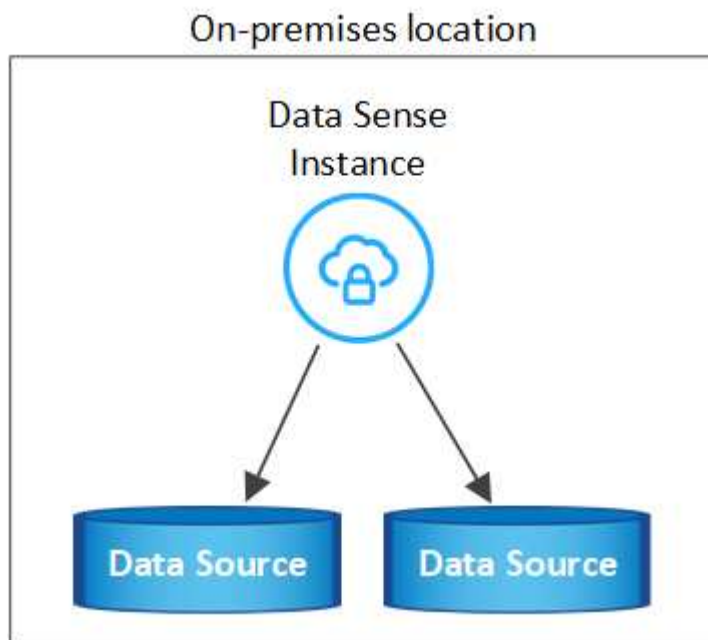 On-premises location
Data Sense
Instance
Data Source
Data Source